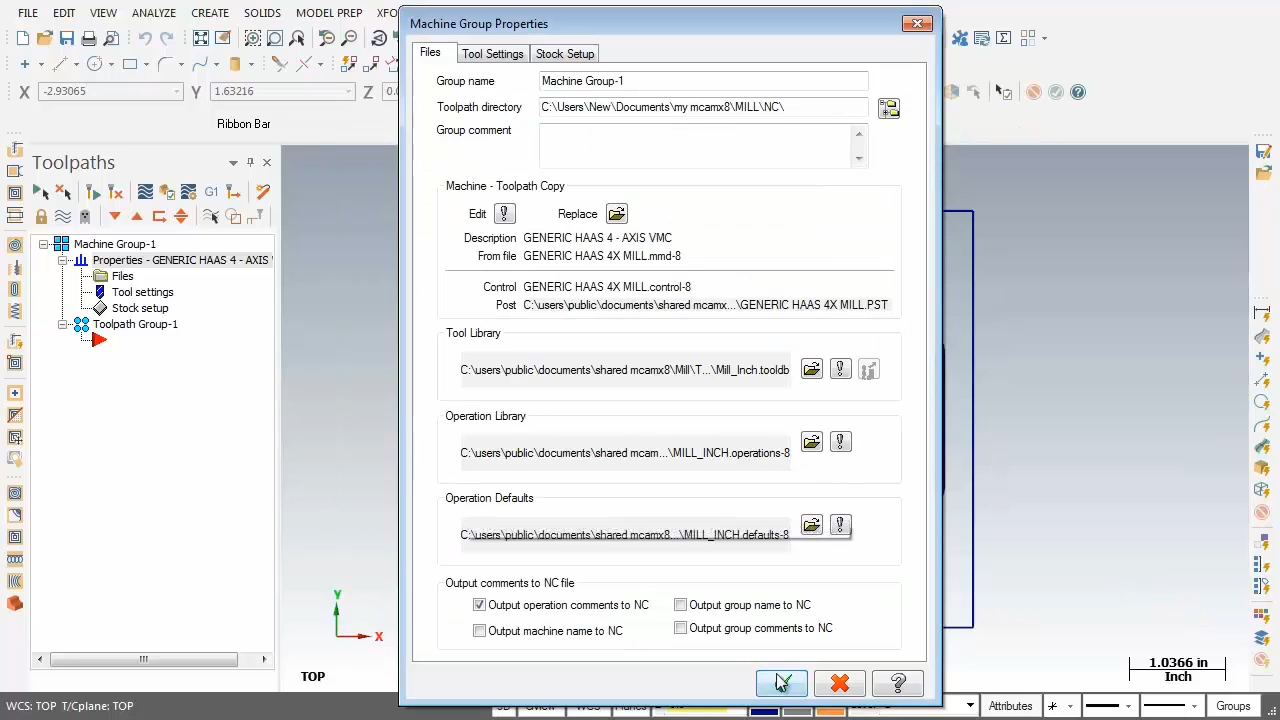 FILE EDIT VIEW ANALYZE CREATE SOLIDS MODEL PREP XFO
X -2.93065 Y 1.63216 Z 0.0
Ribbon Bar
Toolpaths
G1
Machine Group-1
Properties - GENERIC HAAS 4 - AXIS
Files
Tool settings
Stock setup
Toolpath Group-1
Machine Group Properties
Files Tool Settings Stock Setup
Group name Machine Group-1
Toolpath directory C:\Users\New\Documents\my mcamx8\MILL\NC\
Group comment
Machine - Toolpath Copy
Edit Replace
Description GENERIC HAAS 4 - AXIS VMC
From file GENERIC HAAS 4X MILL.mmd-8
Control GENERIC HAAS 4X MILL.control-8
Post C:\users\public\documents\shared mcamx...\GENERIC HAAS 4X MILL.PST
Tool Library
C:\users\public\documents\shared mcamx8\Mill\T...\Mill_Inch.tooldb
Operation Library
C:\users\public\documents\shared mcam...\MILL_INCH.operations-8
Operation Defaults
C:\users\public\documents\shared mcamx8...\MILL_INCH.defaults-8
Output comments to NC file
Output operation comments to NC Output group name to NC
Output machine name to NC Output group comments to NC
Y
X
TOP
1.0366 in
Inch
WCS: TOP T/Cplane: TOP
3D Gview WCS Planes
Attributes
Groups